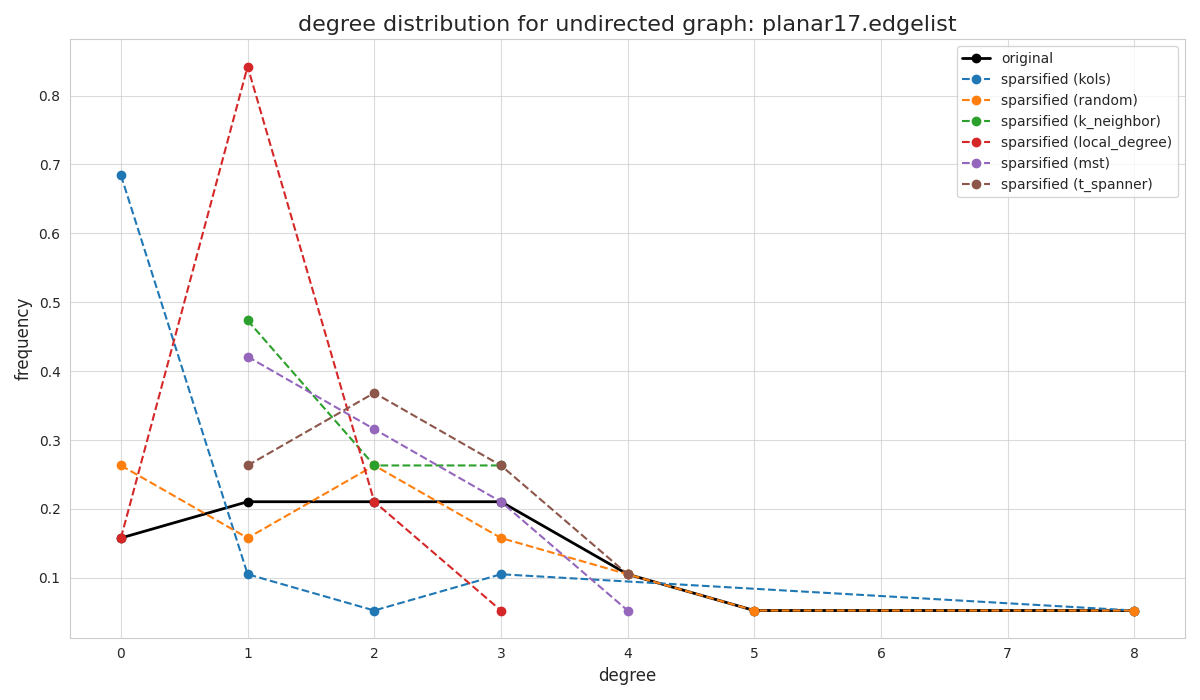 degree distribution for undirected graph: planar17.edgelist
original
sparsified (kols)
sparsified (random)
sparsified (k_neighbor)
sparsified (local_degree)
sparsified (mst)
sparsified (t_spanner)
frequency
0.8
0.7
0.6
0.5
0.4
0.3
0.2
0.1
0 1 2 3 4 5 6 7 8
degree